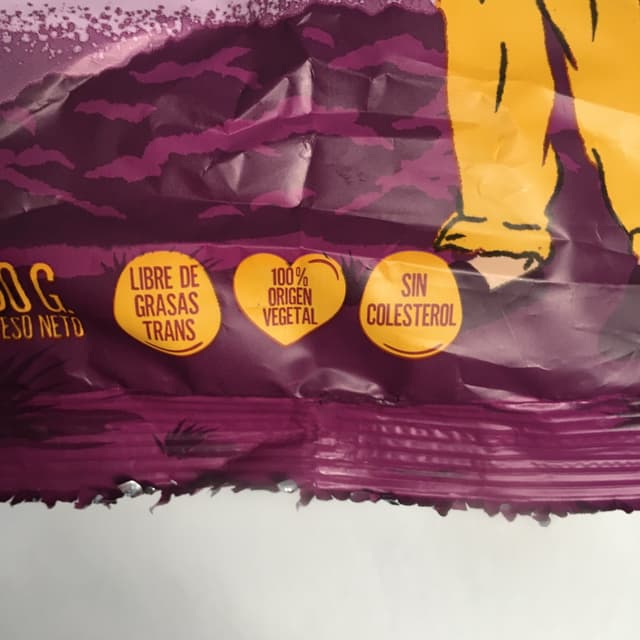 0 G.
ESO NETO
LIBRE DE
GRASAS
TRANS
100%
ORIGEN
VEGETAL
SIN
COLESTEROL